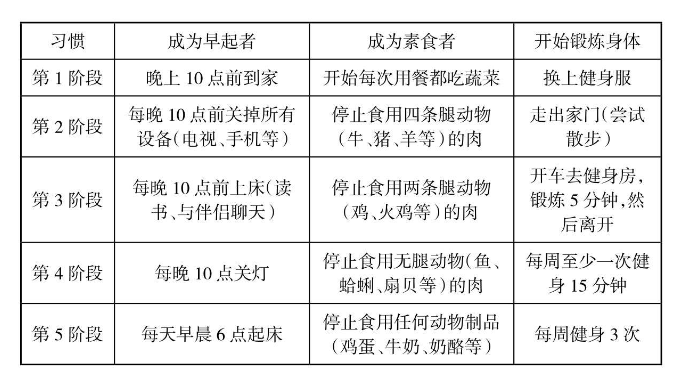 习惯 成为早起者 成为素食者 开始锻炼身体
第1阶段 晚上10点前到家 开始每次用餐都吃蔬菜 换上健身服
第2阶段 每晚10点前关掉所有设备(电视、手机等) 停止食用四条腿动物(牛、猪、羊等)的肉 走出家门(尝试散步)
第3阶段 每晚10点前上床(读书、与伴侣聊天) 停止食用两条腿动物(鸡、火鸡等)的肉 开车去健身房,锻炼5分钟,然后离开
第4阶段 每晚10点关灯 停止食用无腿动物(鱼、蛤蜊、扇贝等)的肉 每周至少一次健身15分钟
第5阶段 每天早晨6点起床 停止食用任何动物制品(鸡蛋、牛奶、奶酪等) 每周健身3次